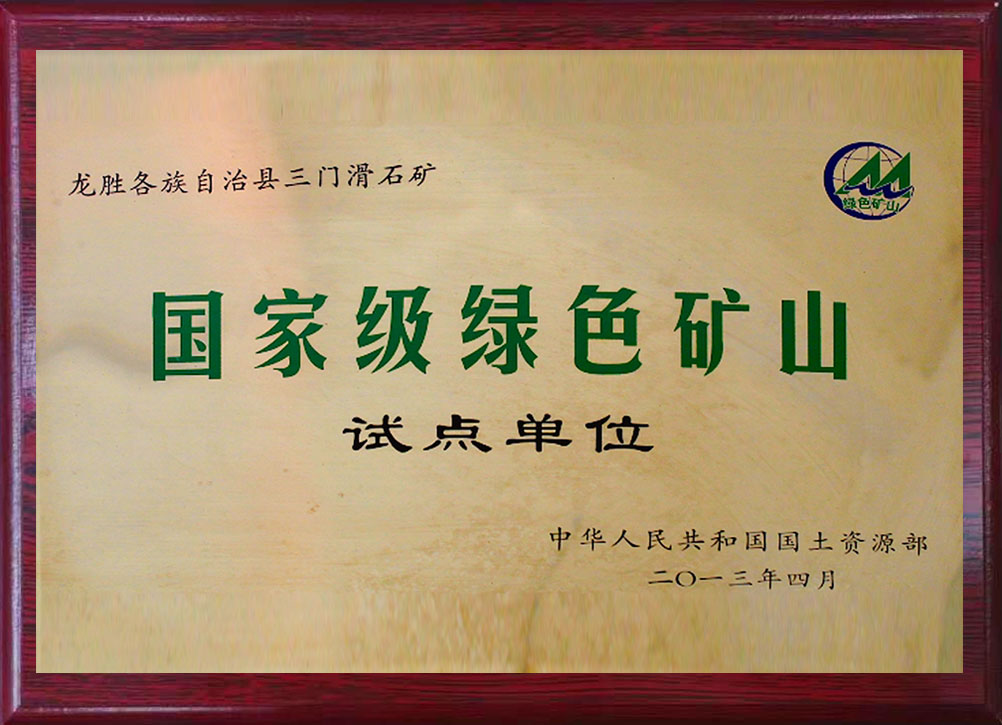 龙胜各族自治县三门滑石矿
绿色矿山
国家级绿色矿山
试点单位
中华人民共和国国土资源部
二〇一三年四月